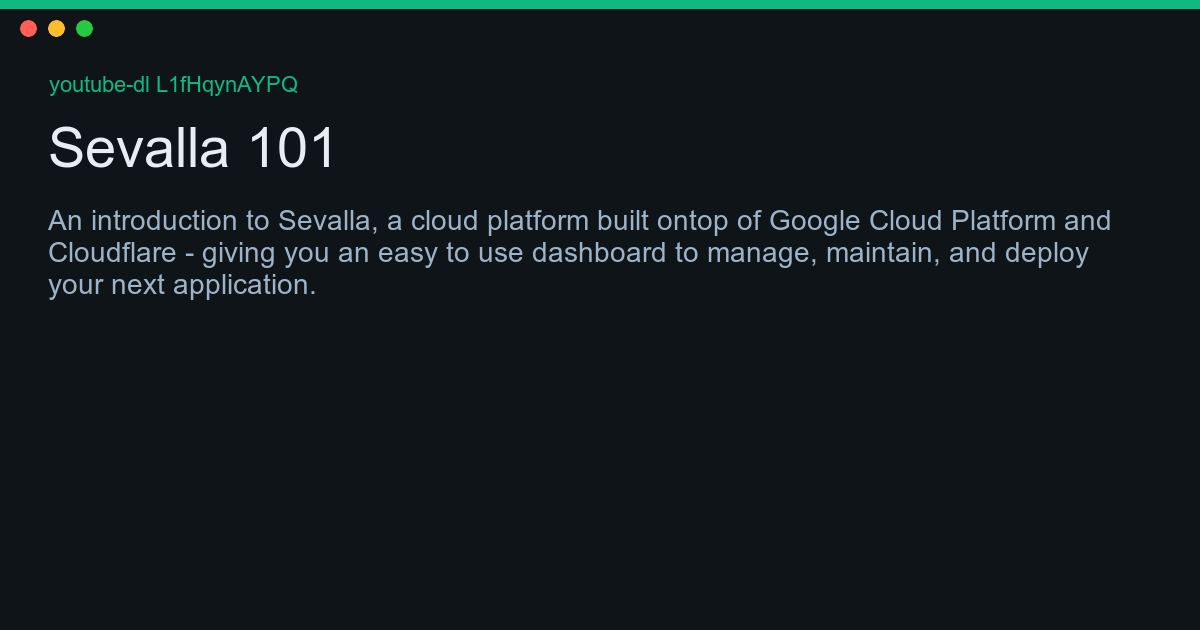 youtube-dl L1fHqynAYPQ
Sevalla 101
An introduction to Sevalla, a cloud platform built ontop of Google Cloud Platform and
Cloudflare - giving you an easy to use dashboard to manage, maintain, and deploy
your next application.